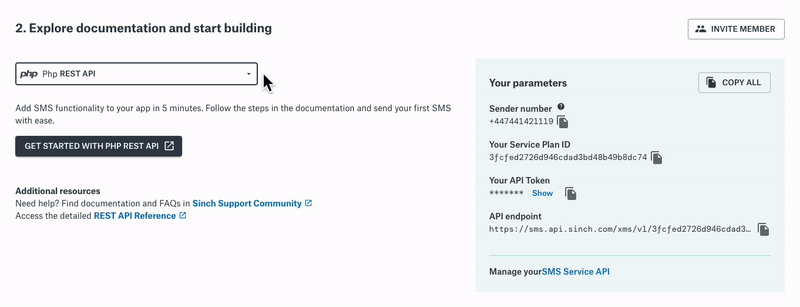 2. Explore documentation and start building
INVITE MEMBER
php Php REST API
Add SMS functionality to your app in 5 minutes. Follow the steps in the documentation and send your first SMS
with ease.
GET STARTED WITH PHP REST API
Additional resources
Need help? Find documentation and FAQs in Sinch Support Community
Access the detailed REST API Reference
Your parameters
COPY ALL
Sender number ?
+447441421119
Your Service Plan ID
3fcfed2726d946cdad3bd48b49b8dc74
Your API Token
******* Show
API endpoint
https://sms.api.sinch.com/xms/v1/3fcfed2726d946cdad3…
Manage yourSMS Service API